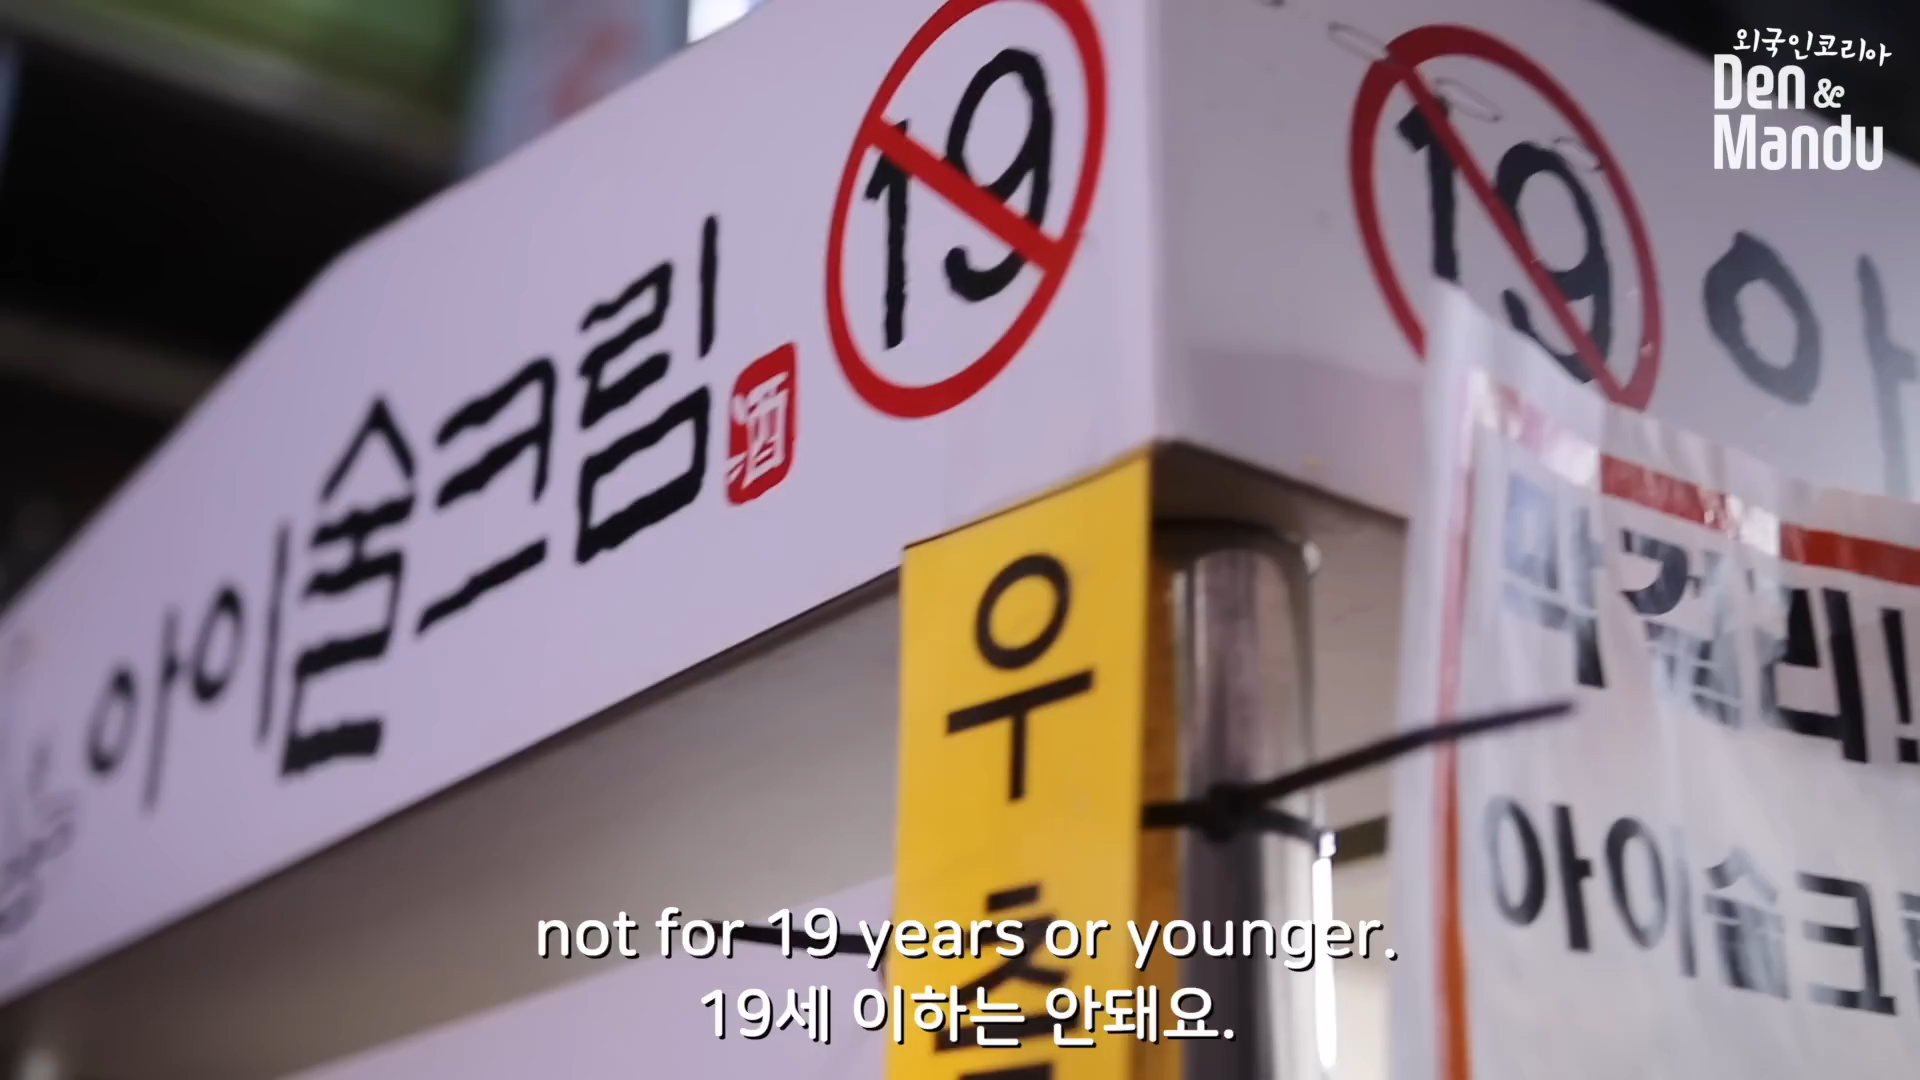 외국인코리아
Den &
Mandu
아이술크림
酒
19
19
아
우
막걸리!
아이술크
not for 19 years or younger.
19세 이하는 안돼요.